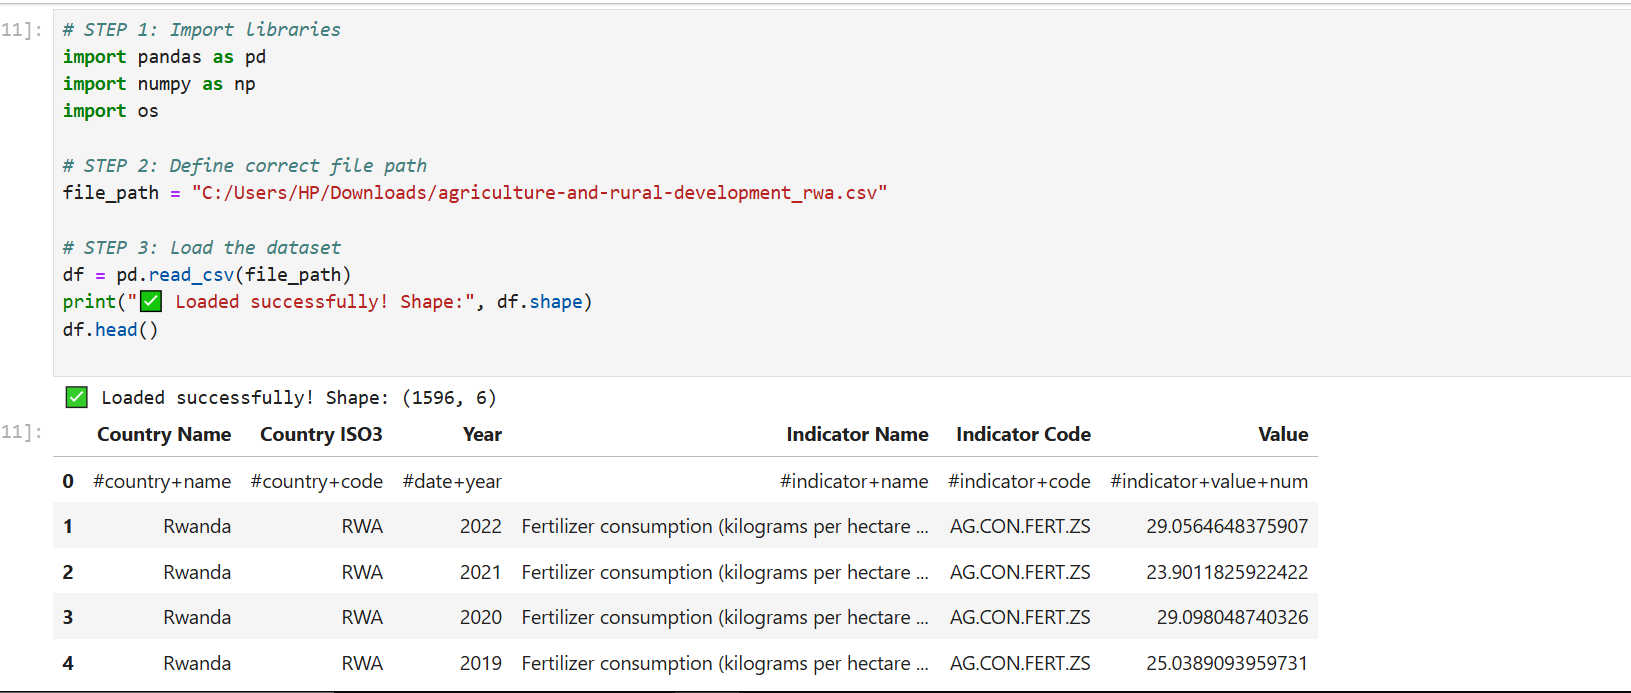 11]:
# STEP 1: Import libraries
import pandas as pd
import numpy as np
import os
# STEP 2: Define correct file path
file_path = "C:/Users/HP/Downloads/agriculture-and-rural-development_rwa.csv"
# STEP 3: Load the dataset
df = pd.read_csv(file_path)
print("✅ Loaded successfully! Shape:", df.shape)
df.head()
✅ Loaded successfully! Shape: (1596, 6)
11]:
Country Name Country ISO3 Year Indicator Name Indicator Code Value
0 #country+name #country+code #date+year #indicator+name #indicator+code #indicator+value+num
1 Rwanda RWA 2022 Fertilizer consumption (kilograms per hectare ... AG.CON.FERT.ZS 29.0564648375907
2 Rwanda RWA 2021 Fertilizer consumption (kilograms per hectare ... AG.CON.FERT.ZS 23.9011825922422
3 Rwanda RWA 2020 Fertilizer consumption (kilograms per hectare ... AG.CON.FERT.ZS 29.098048740326
4 Rwanda RWA 2019 Fertilizer consumption (kilograms per hectare ... AG.CON.FERT.ZS 25.0389093959731